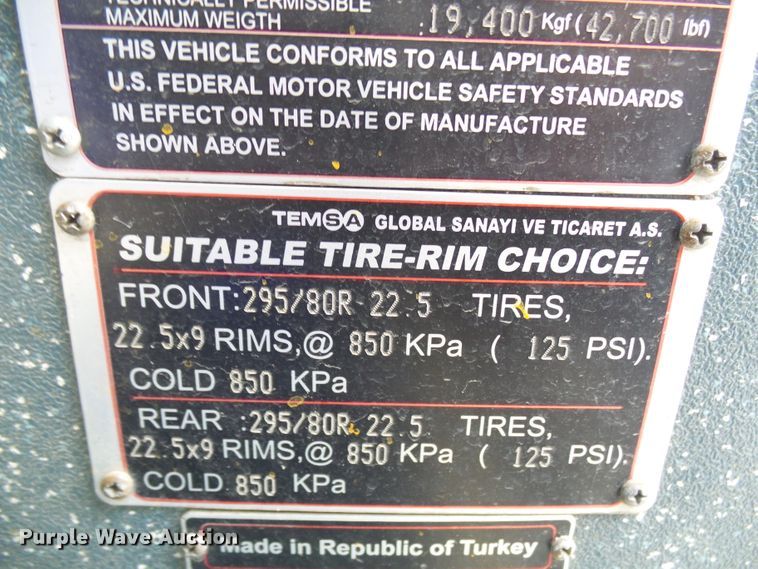 TECHNICALLY PERMISSIBLE
MAXIMUM WEIGTH :19,400 Kgf ( 42,700 lbf)
THIS VEHICLE CONFORMS TO ALL APPLICABLE
U.S. FEDERAL MOTOR VEHICLE SAFETY STANDARDS
IN EFFECT ON THE DATE OF MANUFACTURE
SHOWN ABOVE.
TEMSA GLOBAL SANAYI VE TICARET A.S.
SUITABLE TIRE-RIM CHOICE:
FRONT:295/80R 22.5 TIRES,
22.5x9 RIMS,@ 850 KPa ( 125 PSI).
COLD 850 KPa
REAR :295/80R 22.5 TIRES,
22.5x9 RIMS,@ 850 KPa ( 125 PSI).
COLD 850 KPa
Made in Republic of Turkey
Purple Wave Auction